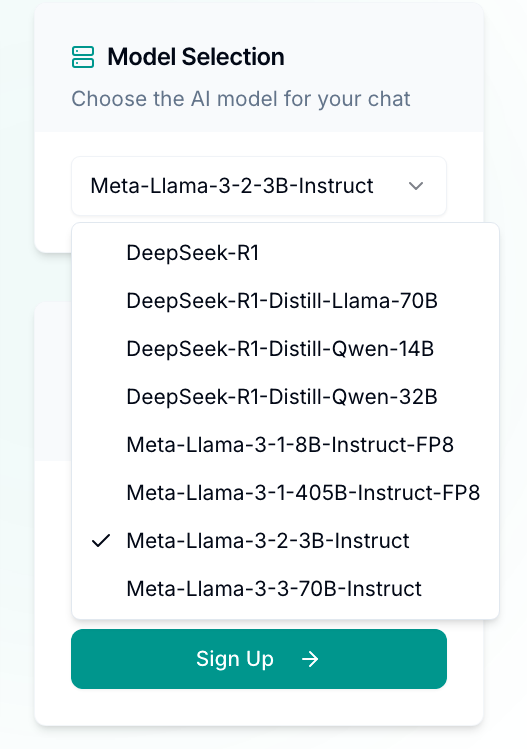 Model Selection
Choose the AI model for your chat
Meta-Llama-3-2-3B-Instruct
DeepSeek-R1
DeepSeek-R1-Distill-Llama-70B
DeepSeek-R1-Distill-Qwen-14B
DeepSeek-R1-Distill-Qwen-32B
Meta-Llama-3-1-8B-Instruct-FP8
Meta-Llama-3-1-405B-Instruct-FP8
Meta-Llama-3-2-3B-Instruct
Meta-Llama-3-3-70B-Instruct
Sign Up